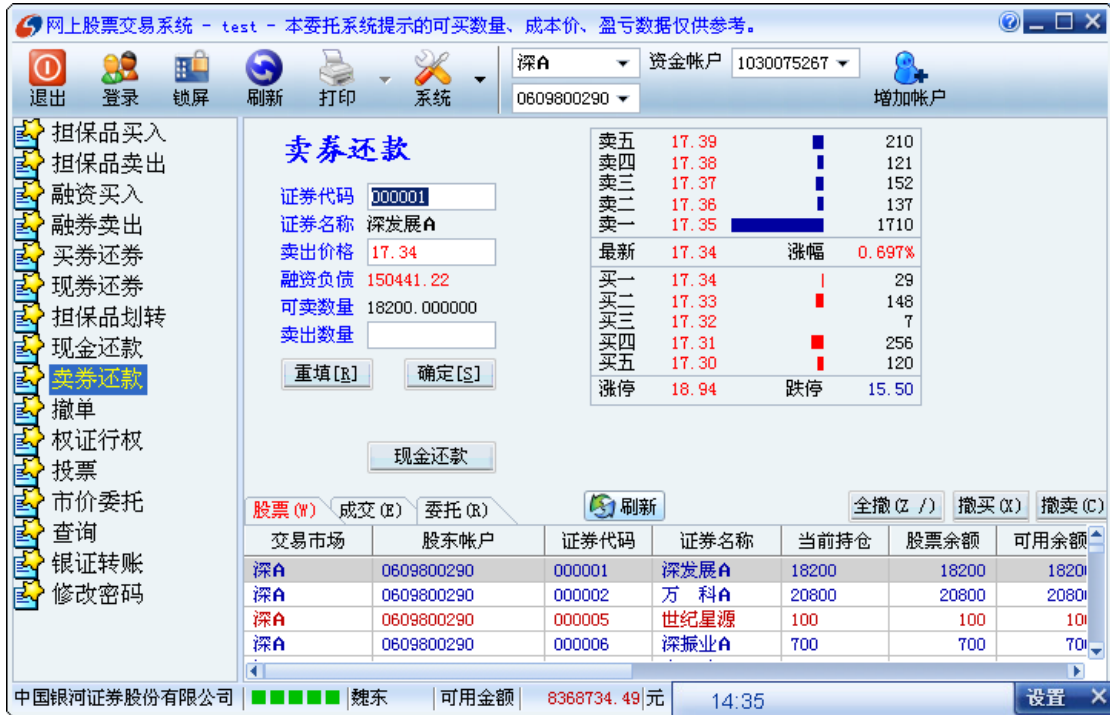 网上股票交易系统 - test - 本委托系统提示的可买数量、成本价、盈亏数据仅供参考。
退出 登录 锁屏 刷新 打印 系统 深A 资金帐户 1030075267 增加帐户
0609800290
担保品买入
担保品卖出
融资买入
融券卖出
买券还券
现券还券
担保品划转
现金还款
卖券还款
撤单
权证行权
投票
市价委托
查询
银证转账
修改密码
卖券还款
证券代码 000001
证券名称 深发展A
卖出价格 17.34
融资负债 150441.22
可卖数量 18200.000000
卖出数量
重填[R] 确定[S]
现金还款
卖五 17.39 210
卖四 17.38 121
卖三 17.37 152
卖二 17.36 137
卖一 17.35 1710
最新 17.34 涨幅 0.697%
买一 17.34 29
买二 17.33 148
买三 17.32 7
买四 17.31 256
买五 17.30 120
涨停 18.94 跌停 15.50
股票(W) 成交(E) 委托(R) 刷新 全撤(Z /) 撤买(X) 撤卖(C)
交易市场 股东帐户 证券代码 证券名称 当前持仓 股票余额 可用余额
深A 0609800290 000001 深发展A 18200 18200 1820
深A 0609800290 000002 万 科A 20800 20800 2080
深A 0609800290 000005 世纪星源 100 100 10
深A 0609800290 000006 深振业A 700 700 70
中国银河证券股份有限公司 魏东 可用金额 8368734.49 元 14:35 设置